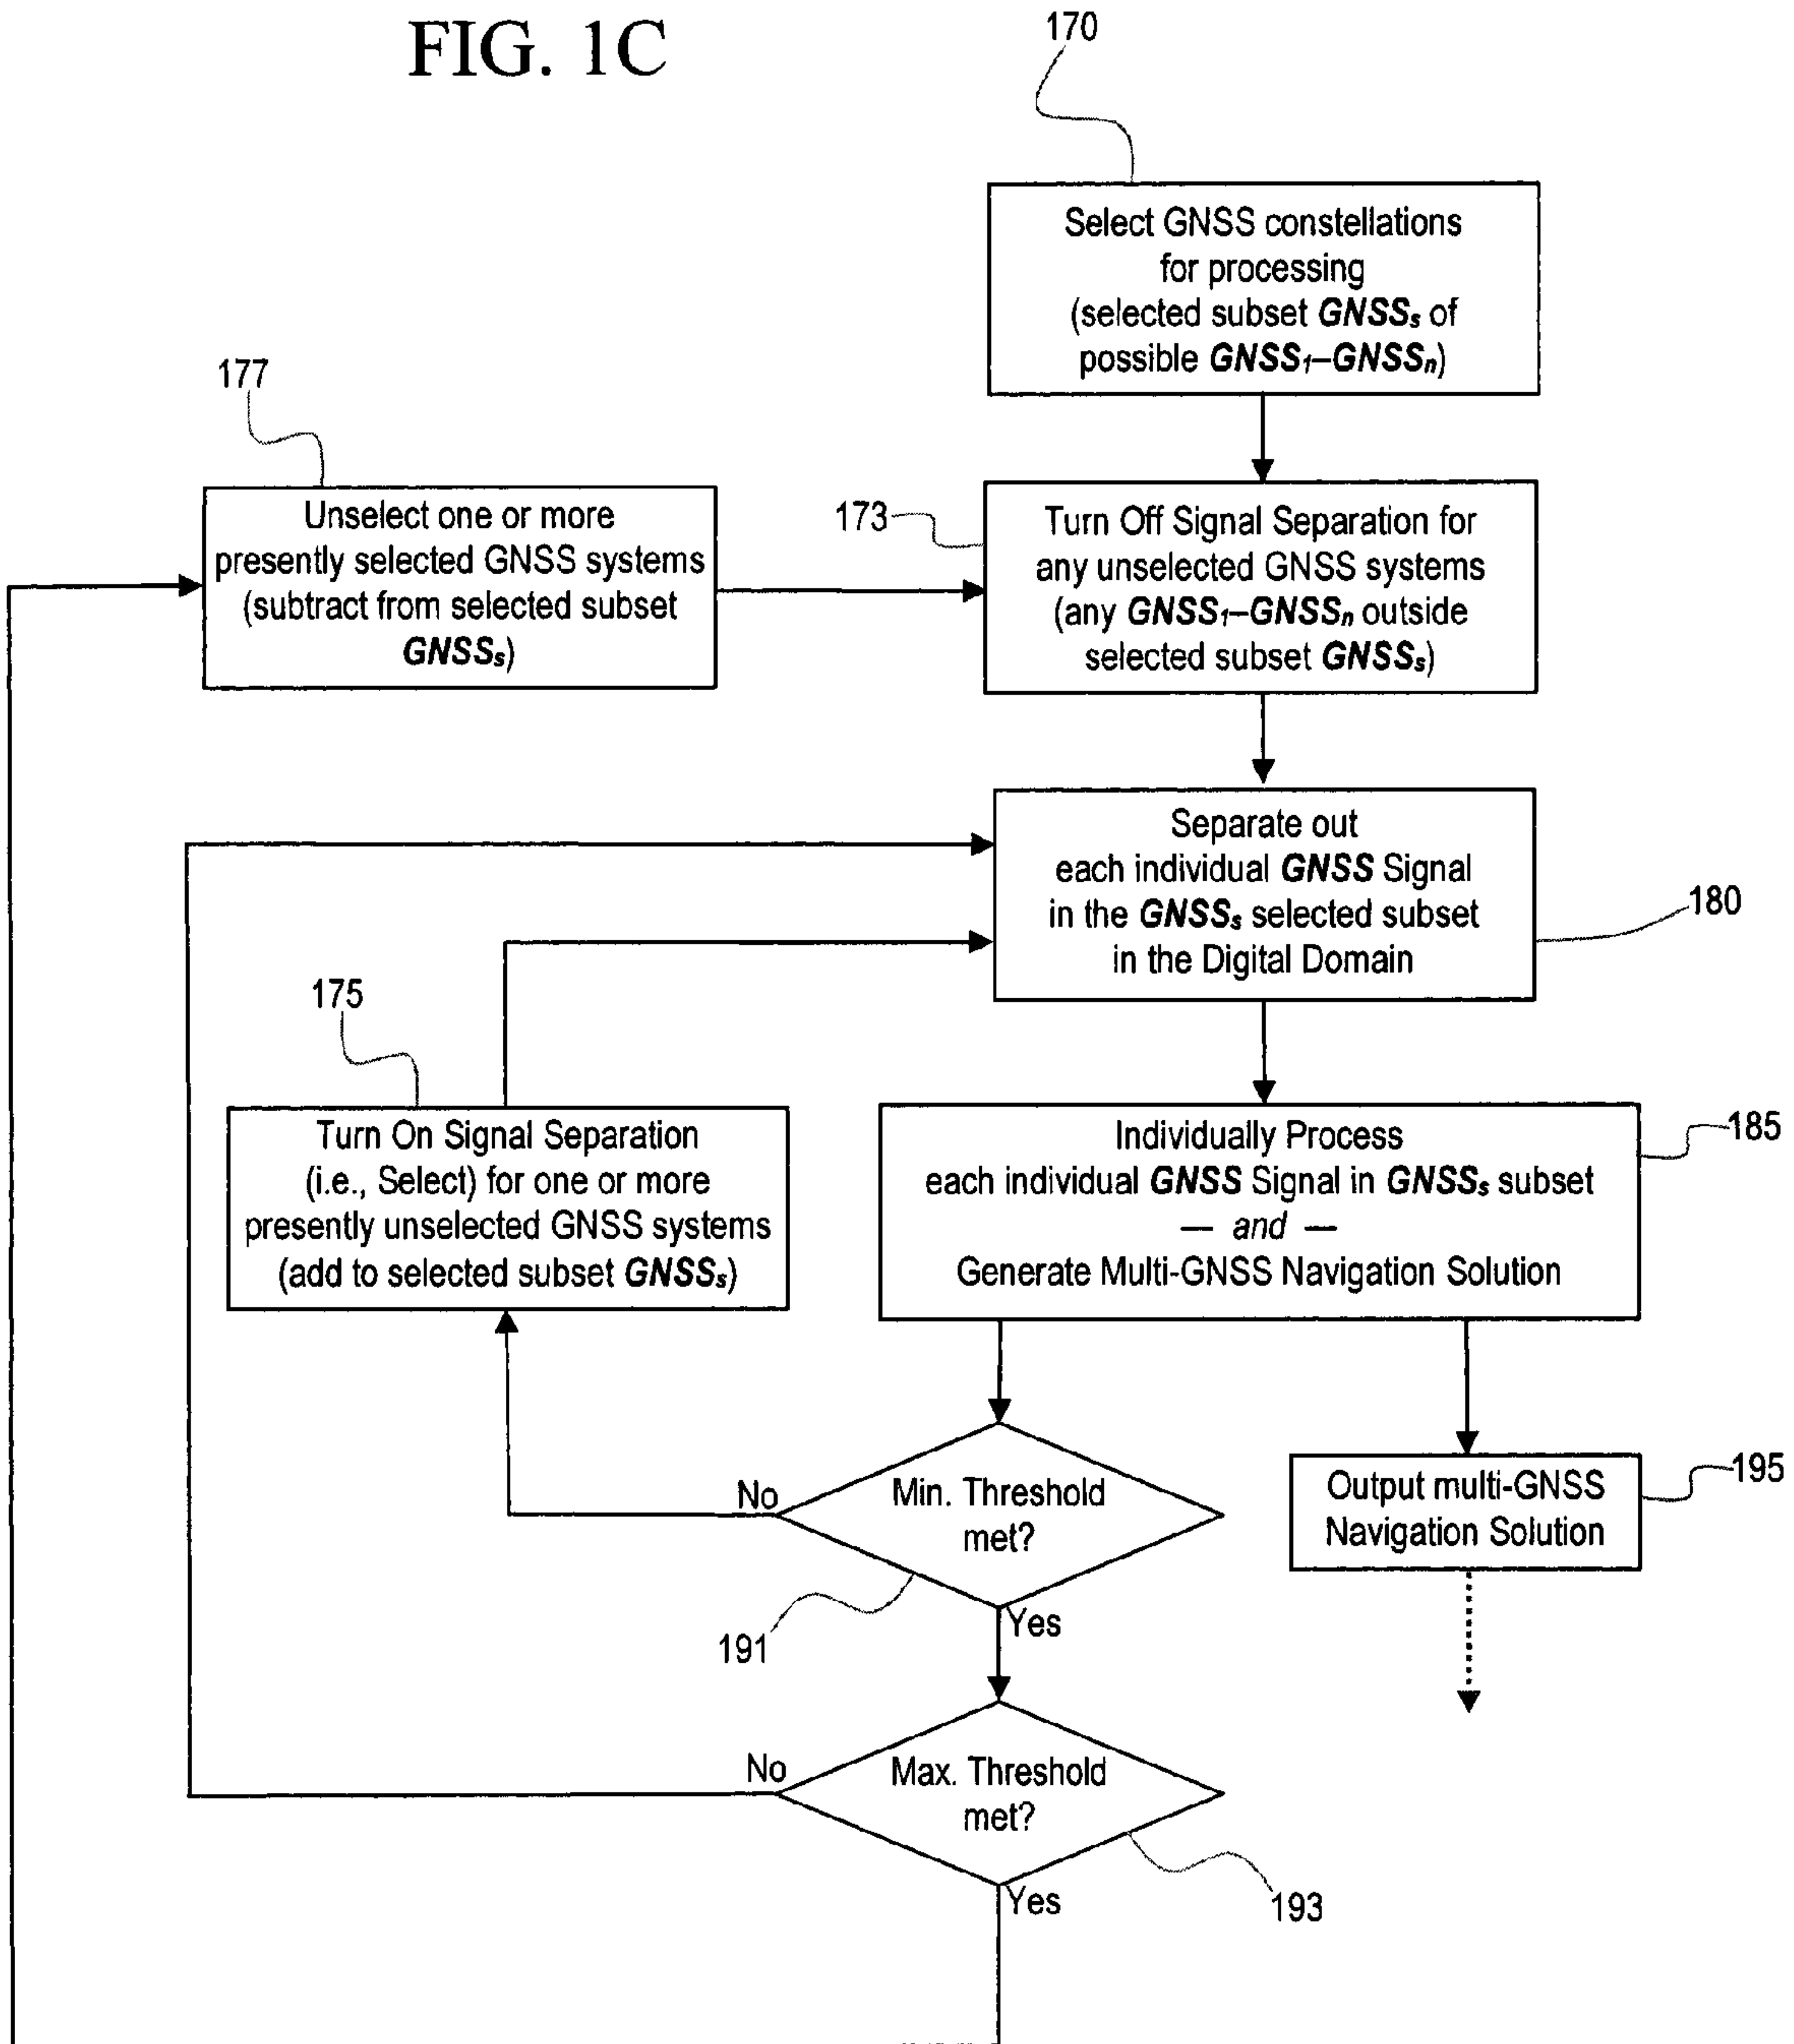 FIG. 1C
170
Select GNSS constellations
for processing
(selected subset GNSSs of
possible GNSS1–GNSSn)
177
Unselect one or more
presently selected GNSS systems
(subtract from selected subset
GNSSs)
173
Turn Off Signal Separation for
any unselected GNSS systems
(any GNSS1–GNSSn outside
selected subset GNSSs)
Separate out
each individual GNSS Signal
in the GNSSs selected subset
in the Digital Domain
180
175
Turn On Signal Separation
(i.e., Select) for one or more
presently unselected GNSS systems
(add to selected subset GNSSs)
Individually Process
each individual GNSS Signal in GNSSs subset
— and —
Generate Multi-GNSS Navigation Solution
185
No
Min. Threshold
met?
Yes
191
Output multi-GNSS
Navigation Solution
195
No
Max. Threshold
met?
Yes
193